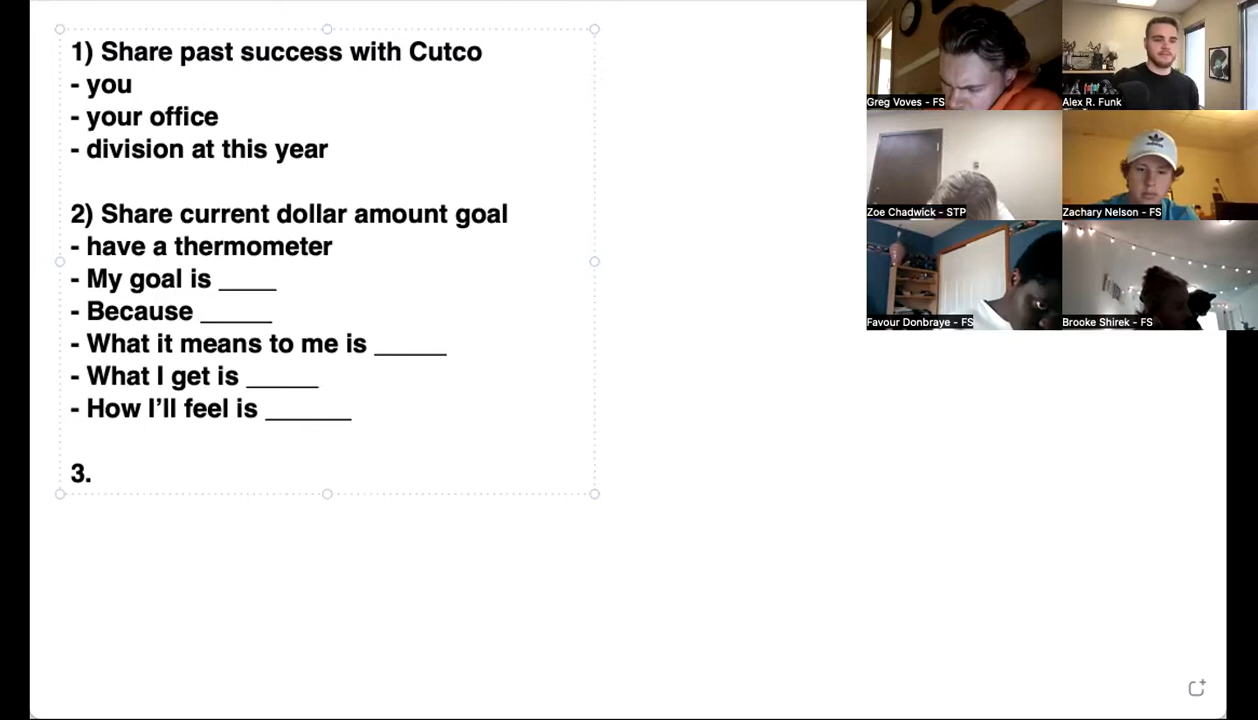 1) Share past success with Cutco
- you
- your office
- division at this year
2) Share current dollar amount goal
- have a thermometer
- My goal is ____
- Because _____
- What it means to me is _____
- What I get is _____
- How I’ll feel is ______
3.
Greg Voves - FS
Alex R. Funk
Zoe Chadwick - STP
Zachary Nelson - FS
Favour Donbraye - FS
Brooke Shirek - FS